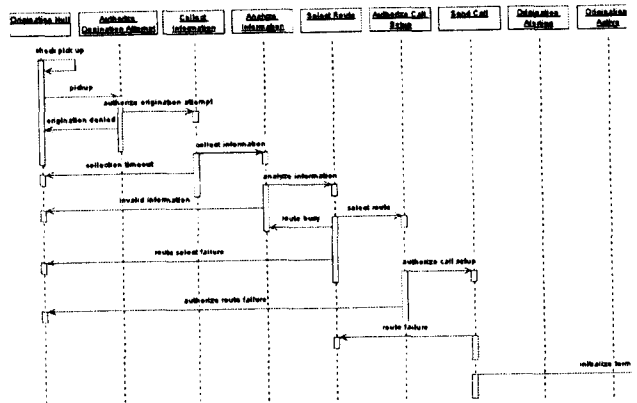 Origination Null
Authorize
Origination Attempt
Collect
Information
Analyze
Information
Select Route
Authorize Call
Setup
Send Call
Origination
Alerting
Origination
Active
check pick up
pickup
authorize origination attempt
origination denied
collect information
collection timeout
analyze information
invalid information
select route
route busy
route select failure
authorize call setup
authorize route failure
route failure
initialize term